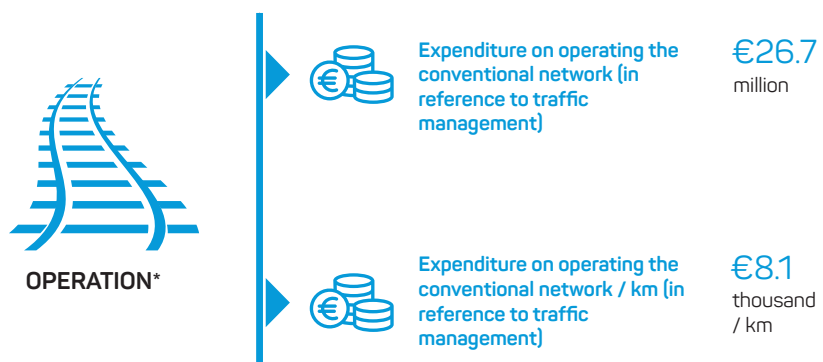 Expenditure on operating the
conventional network (in
reference to traffic
management)
€26.7
million
OPERATION*
Expenditure on operating the
conventional network / km (in
reference to traffic
management)
€8.1
thousand
/ km